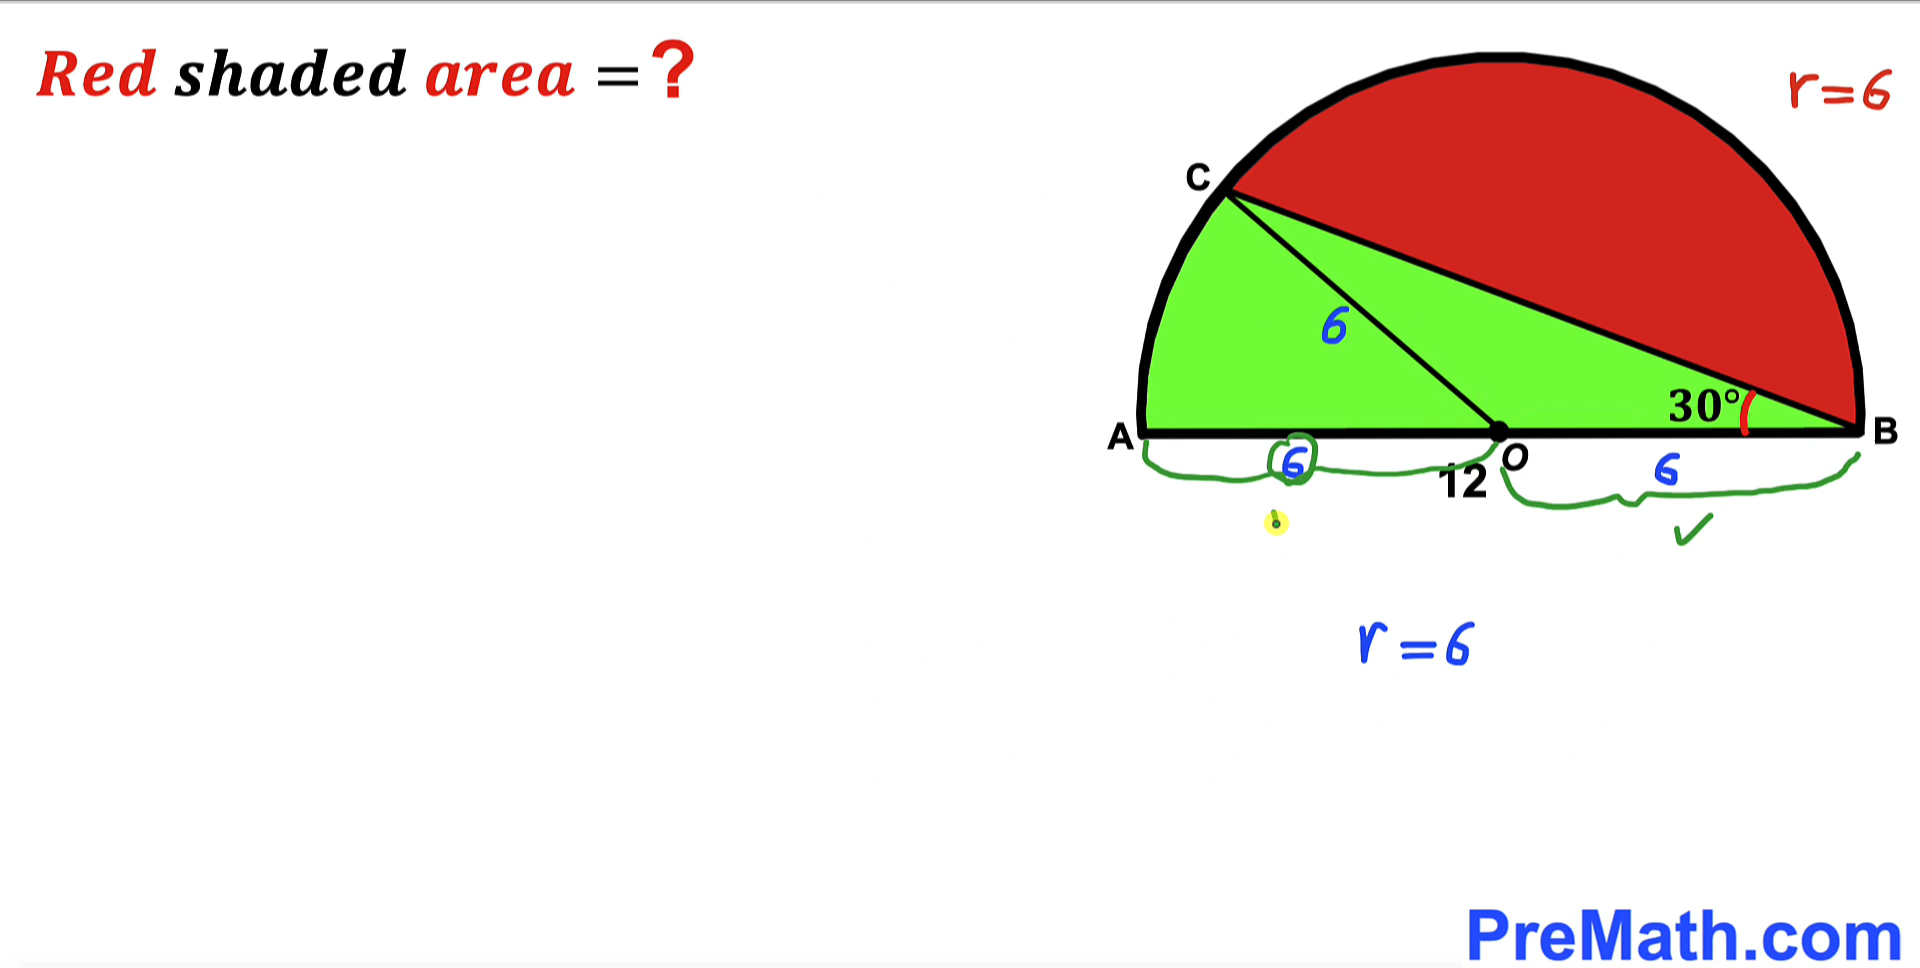 Red shaded area = ?
r=6
C
6
30°
A
B
6
12
O
6
r=6
PreMath.com